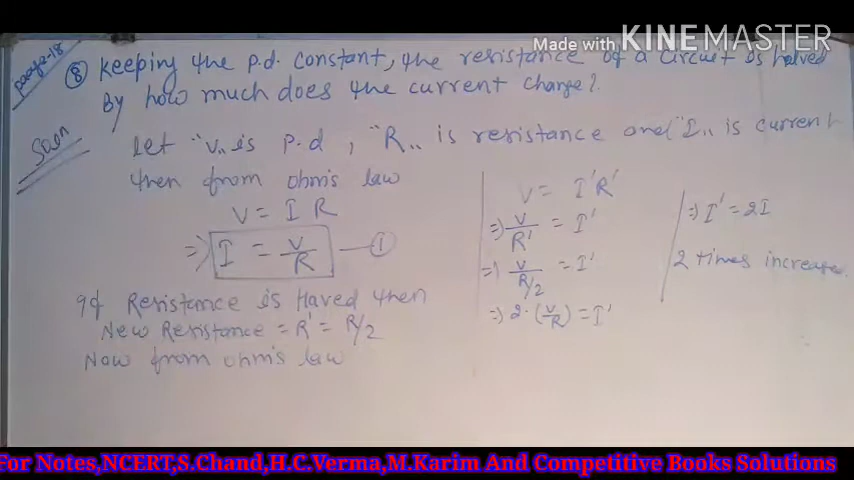 Made with KINEMASTER
page-18
⑧ Keeping the p.d. constant, the resistance of a circuit is halved
By how much does the current change?
Soln
Let "V" is p.d, "R" is resistance and "I" is current
then from ohm's law
V = I R
=> I = V/R —①
If Resistance is Haved then
New Resistance = R' = R/2
Now from ohm's law
V = I'R'
=> V/R' = I'
=> V/R/2 = I'
=> 2·(V/R) = I'
=> I' = 2I
2 times increase.
For Notes,NCERT,S.Chand,H.C.Verma,M.Karim And Competitive Books Solutions